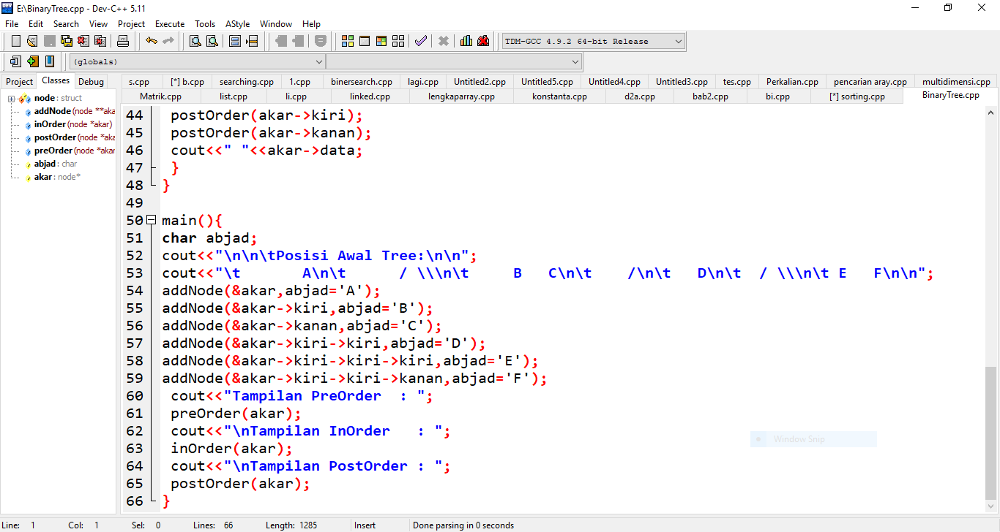 E:\BinaryTree.cpp - Dev-C++ 5.11
File Edit Search View Project Execute Tools AStyle Window Help
TDM-GCC 4.9.2 64-bit Release
(globals)
Project Classes Debug
s.cpp [*] b.cpp searching.cpp 1.cpp binersearch.cpp lagi.cpp Untitled2.cpp Untitled5.cpp Untitled4.cpp Untitled3.cpp tes.cpp Perkalian.cpp pencarian aray.cpp multidimensi.cpp
Matrik.cpp list.cpp li.cpp linked.cpp lengkaparray.cpp konstanta.cpp d2a.cpp bab2.cpp bi.cpp [*] sorting.cpp BinaryTree.cpp
node : struct
addNode (node **aka
inOrder (node *akar)
postOrder (node *aka
preOrder (node *akar
abjad : char
akar : node*
44 postOrder(akar->kiri);
45 postOrder(akar->kanan);
46 cout<<" "<<akar->data;
47 }
48 }
49
50 main(){
51 char abjad;
52 cout<<"\n\n\tPosisi Awal Tree:\n\n";
53 cout<<"\t       A\n\t      / \\\n\t     B   C\n\t    /\n\t   D\n\t  / \\\n\t E   F\n\n";
54 addNode(&akar,abjad='A');
55 addNode(&akar->kiri,abjad='B');
56 addNode(&akar->kanan,abjad='C');
57 addNode(&akar->kiri->kiri,abjad='D');
58 addNode(&akar->kiri->kiri->kiri,abjad='E');
59 addNode(&akar->kiri->kiri->kanan,abjad='F');
60 cout<<"Tampilan PreOrder  : ";
61 preOrder(akar);
62 cout<<"\nTampilan InOrder   : ";
63 inOrder(akar);
64 cout<<"\nTampilan PostOrder : ";
65 postOrder(akar);
66 }
Window Snip
Line: 1 Col: 1 Sel: 0 Lines: 66 Length: 1285 Insert Done parsing in 0 seconds